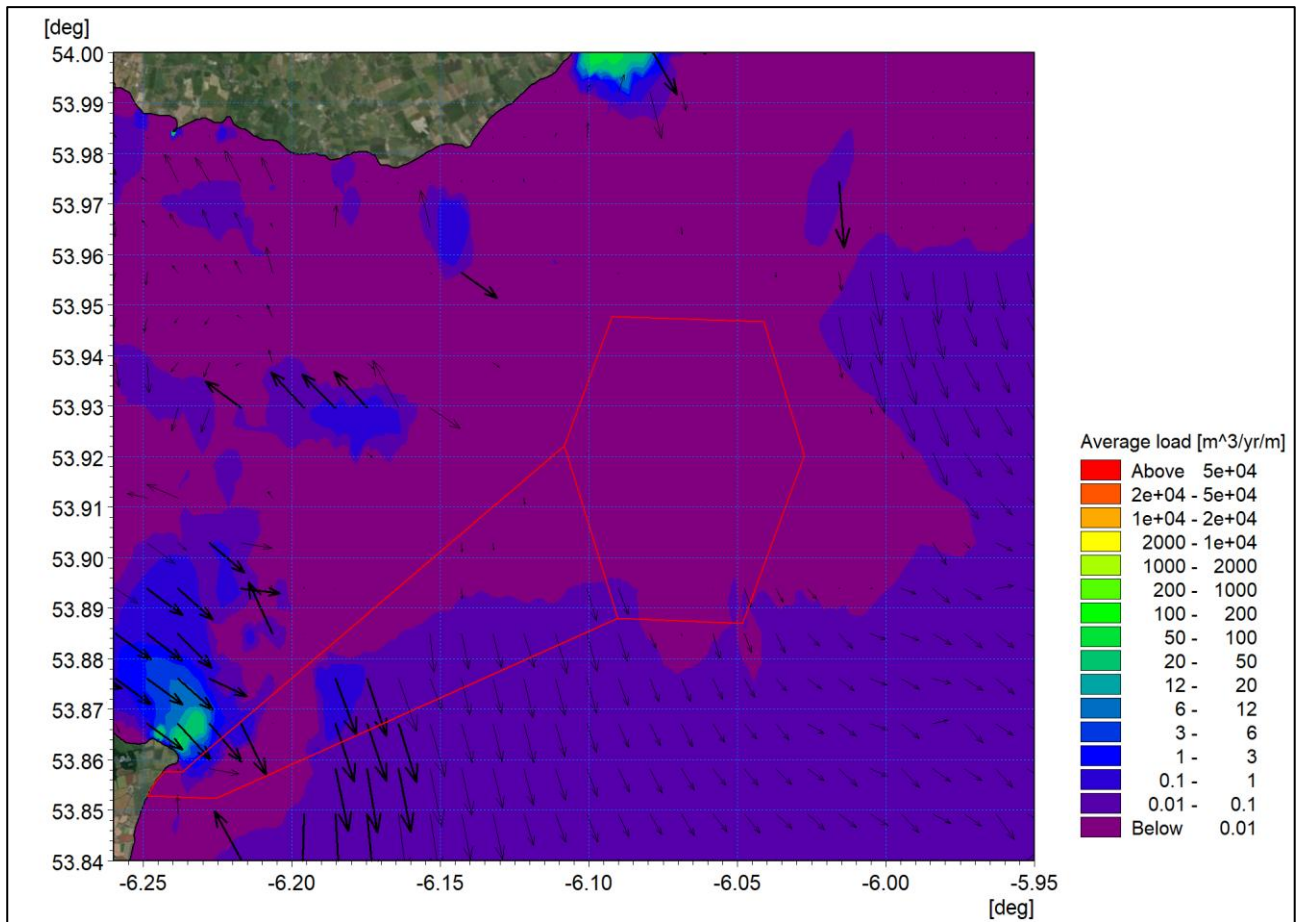 [deg]
54.00
53.99
53.98
53.97
53.96
53.95
53.94
53.93
53.92
53.91
53.90
53.89
53.88
53.87
53.86
53.85
53.84
-6.25 -6.20 -6.15 -6.10 -6.05 -6.00 -5.95
[deg]
Average load [m^3/yr/m]
Above 5e+04
2e+04 - 5e+04
1e+04 - 2e+04
2000 - 1e+04
1000 - 2000
200 - 1000
100 - 200
50 - 100
20 - 50
12 - 20
6 - 12
3 - 6
1 - 3
0.1 - 1
0.01 - 0.1
Below 0.01